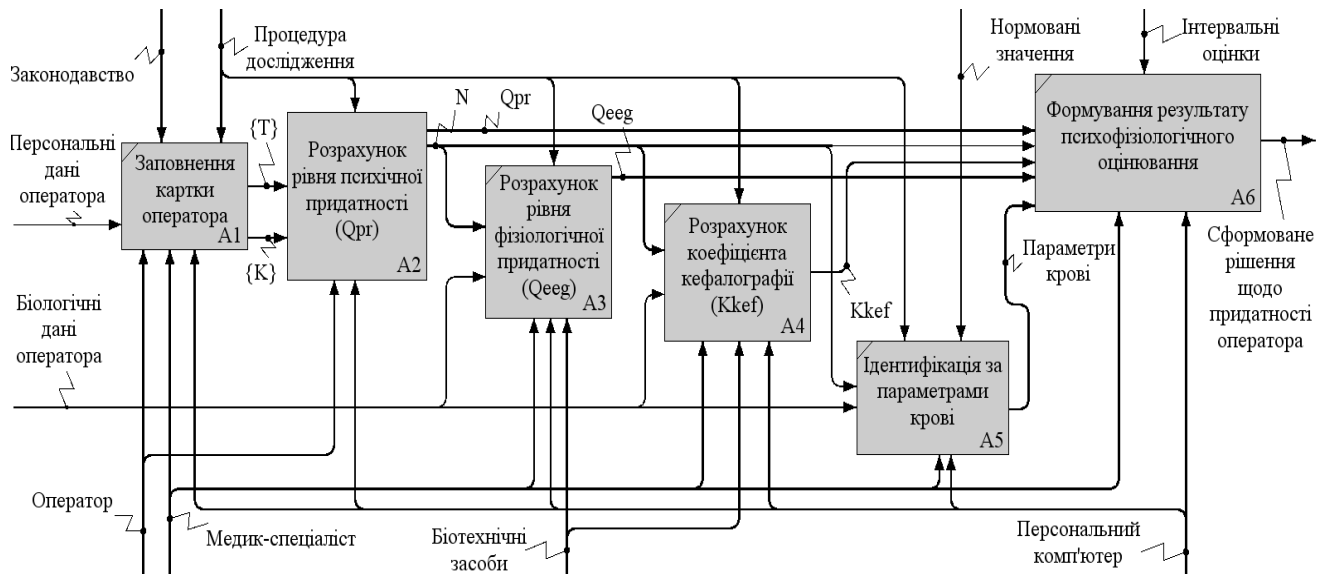 Законодавство
Процедура
дослідження
Нормовані
значення
Інтервальні
оцінки
Персональні
дані
оператора
{T}
{K}
Заповнення
картки
оператора
A1
Розрахунок
рівня психічної
придатності
(Qpr)
A2
N
Qpr
Qeeg
Розрахунок
рівня
фізіологічної
придатності
(Qeeg)
A3
Розрахунок
коефіцієнта
кефалографії
(Kkef)
A4
Kkef
Ідентифікація за
параметрами
крові
A5
Параметри
крові
Формування результату
психофізіологічного
оцінювання
A6
Сформоване
рішення
щодо
придатності
оператора
Біологічні
дані
оператора
Оператор
Медик-спеціаліст
Біотехнічні
засоби
Персональний
комп'ютер